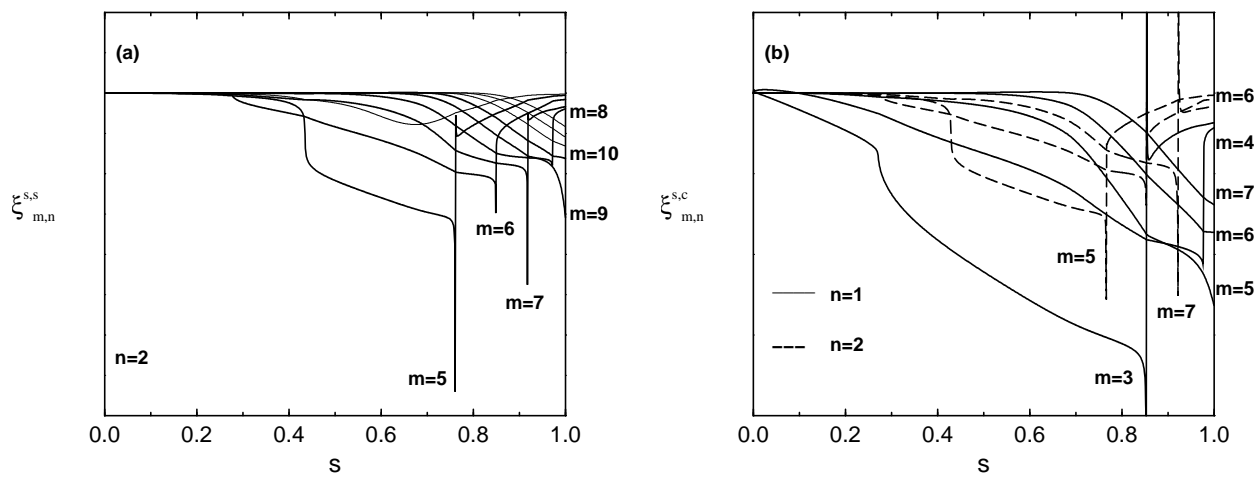 (a)
m=8
m=10
m=9
m=6
m=7
m=5
n=2
ξ s,s m,n
0.0 0.2 0.4 0.6 0.8 1.0
s
(b)
m=6
m=4
m=7
m=6
m=5
m=5
m=7
m=3
n=1
n=2
ξ s,c m,n
0.0 0.2 0.4 0.6 0.8 1.0
s